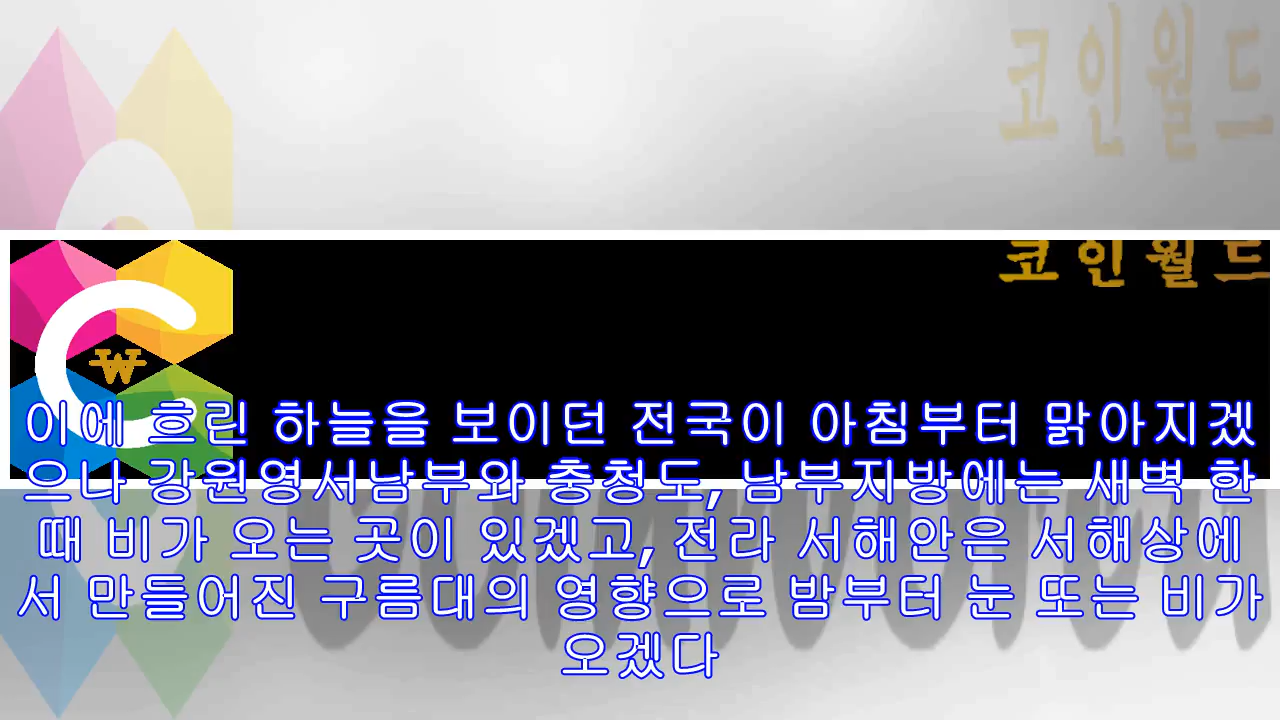 코인월드
코인월드
₩
이에 흐린 하늘을 보이던 전국이 아침부터 맑아지겠
으나 강원영서남부와 충청도, 남부지방에는 새벽 한
때 비가 오는 곳이 있겠고, 전라 서해안은 서해상에
서 만들어진 구름대의 영향으로 밤부터 눈 또는 비가
오겠다